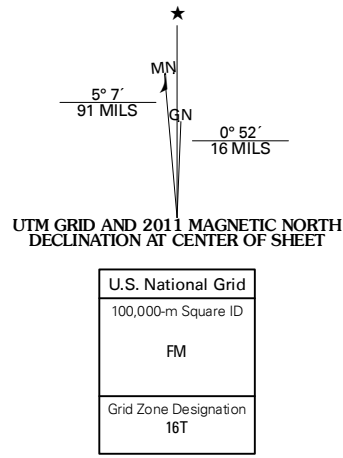 ★
MN
5° 7´
91 MILS
GN
0° 52´
16 MILS
UTM GRID AND 2011 MAGNETIC NORTH
DECLINATION AT CENTER OF SHEET
U.S. National Grid
100,000-m Square ID
FM
Grid Zone Designation
16T